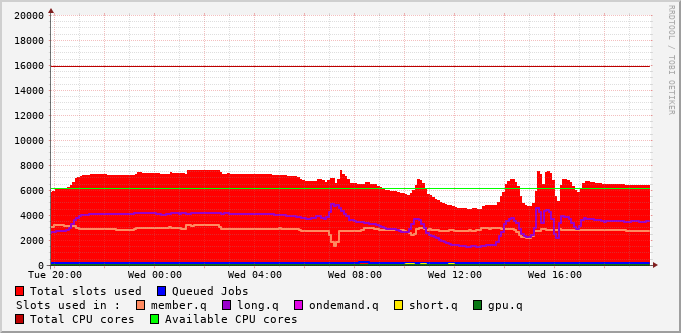 RRDTOOL / TOBI OETIKER
20000
18000
16000
14000
12000
10000
8000
6000
4000
2000
0
Tue 20:00 Wed 00:00 Wed 04:00 Wed 08:00 Wed 12:00 Wed 16:00
Total slots used Queued Jobs
Slots used in : member.q long.q ondemand.q short.q gpu.q
Total CPU cores Available CPU cores